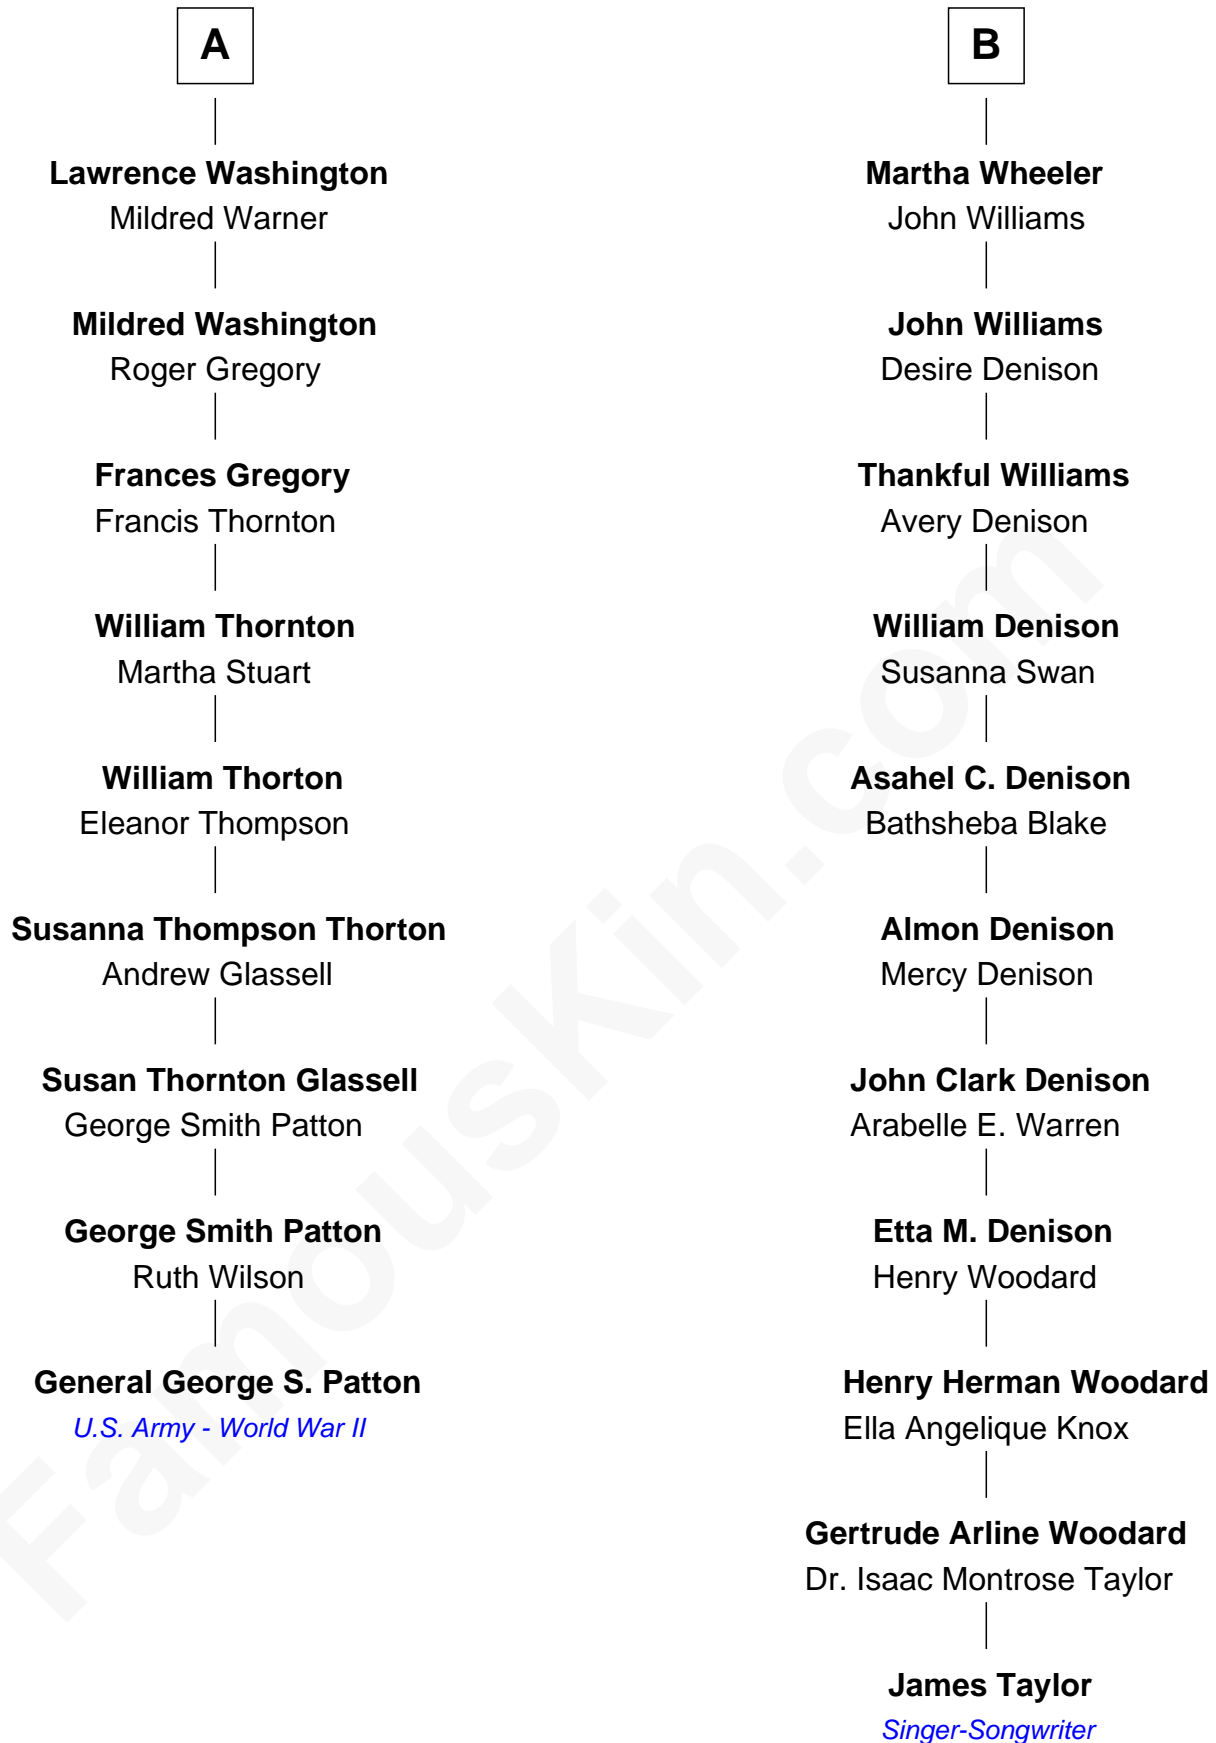 A
Lawrence Washington
Mildred Warner
Mildred Washington
Roger Gregory
Frances Gregory
Francis Thornton
William Thornton
Martha Stuart
William Thorton
Eleanor Thompson
Susanna Thompson Thorton
Andrew Glassell
Susan Thornton Glassell
George Smith Patton
George Smith Patton
Ruth Wilson
General George S. Patton
U.S. Army - World War II
B
Martha Wheeler
John Williams
John Williams
Desire Denison
Thankful Williams
Avery Denison
William Denison
Susanna Swan
Asahel C. Denison
Bathsheba Blake
Almon Denison
Mercy Denison
John Clark Denison
Arabelle E. Warren
Etta M. Denison
Henry Woodard
Henry Herman Woodard
Ella Angelique Knox
Gertrude Arline Woodard
Dr. Isaac Montrose Taylor
James Taylor
Singer-Songwriter
FamousKin.com